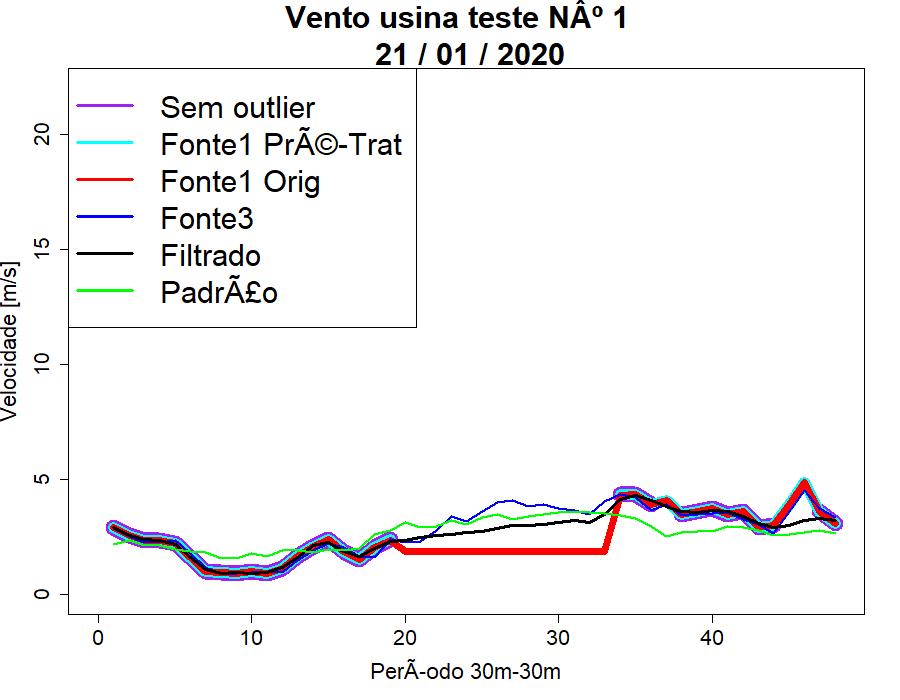 Vento usina teste NÂº 1
21 / 01 / 2020
Sem outlier
Fonte1 PrÃ©-Trat
Fonte1 Orig
Fonte3
Filtrado
PadrÃ£o
Velocidade [m/s]
20
15
10
5
0
0 10 20 30 40
PerÃ-odo 30m-30m